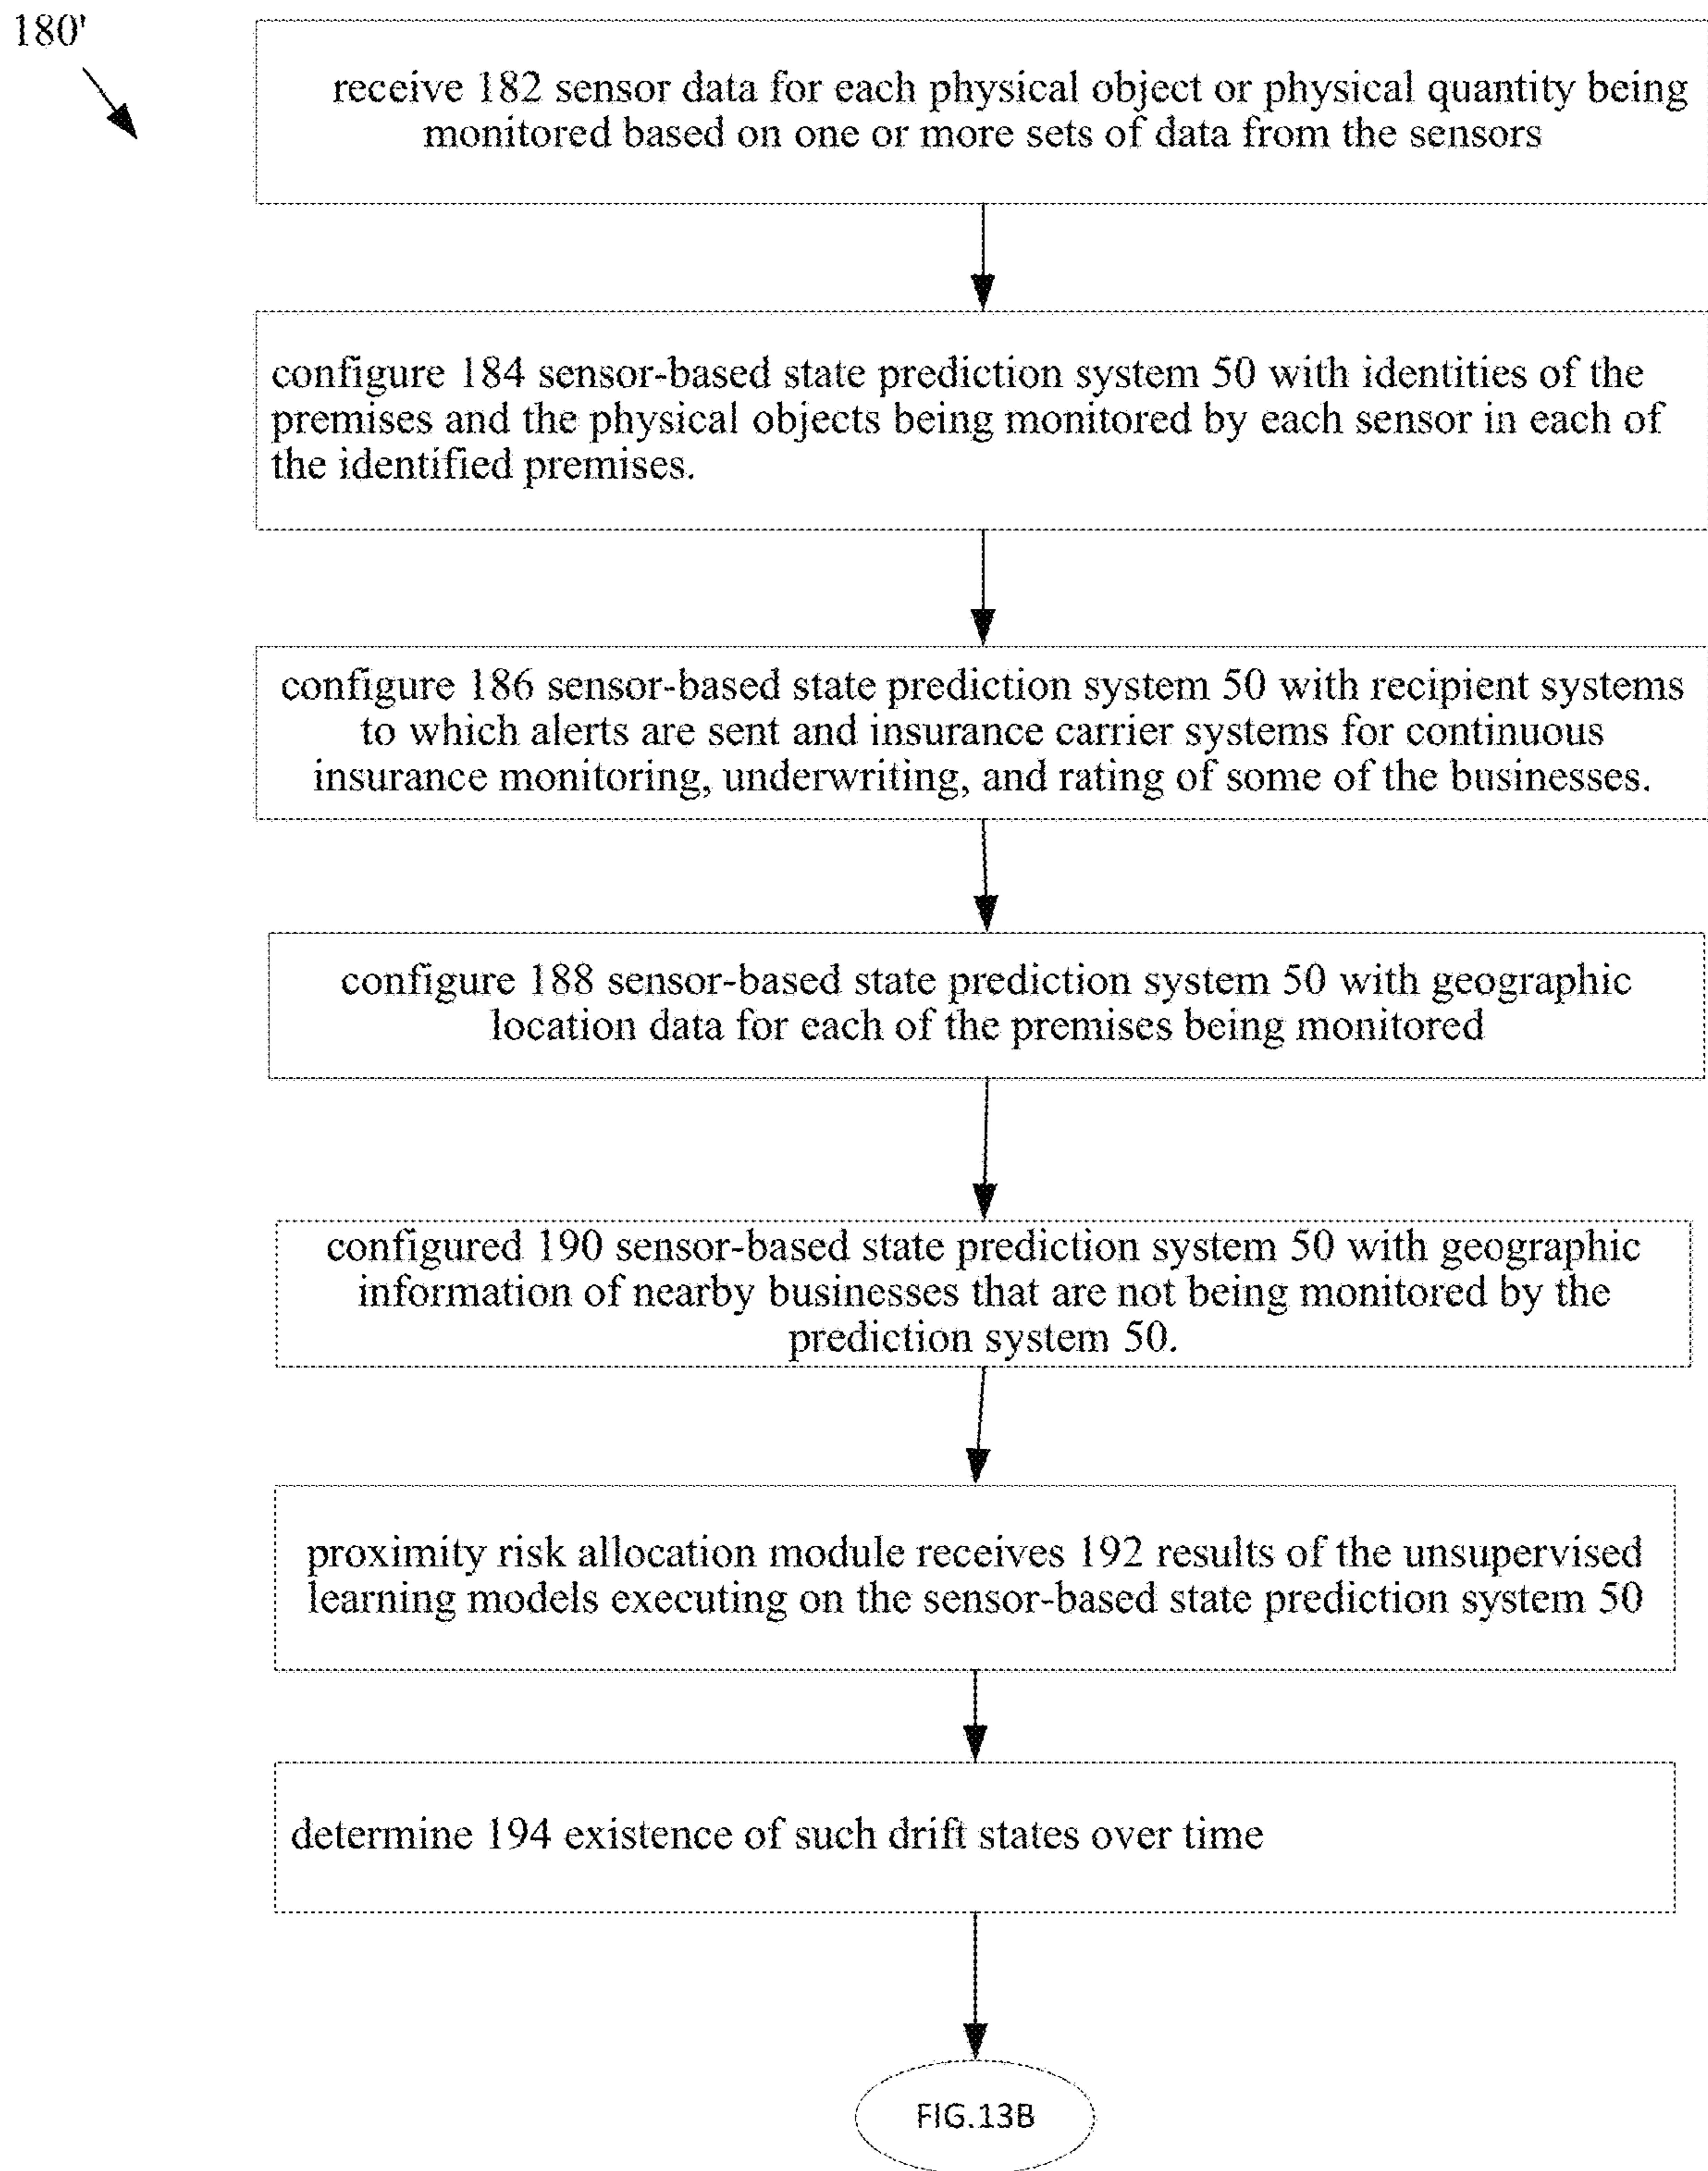 180'
receive 182 sensor data for each physical object or physical quantity being
monitored based on one or more sets of data from the sensors
configure 184 sensor-based state prediction system 50 with identities of the
premises and the physical objects being monitored by each sensor in each of
the identified premises.
configure 186 sensor-based state prediction system 50 with recipient systems
to which alerts are sent and insurance carrier systems for continuous
insurance monitoring, underwriting, and rating of some of the businesses.
configure 188 sensor-based state prediction system 50 with geographic
location data for each of the premises being monitored
configured 190 sensor-based state prediction system 50 with geographic
information of nearby businesses that are not being monitored by the
prediction system 50.
proximity risk allocation module receives 192 results of the unsupervised
learning models executing on the sensor-based state prediction system 50
determine 194 existence of such drift states over time
FIG.13B